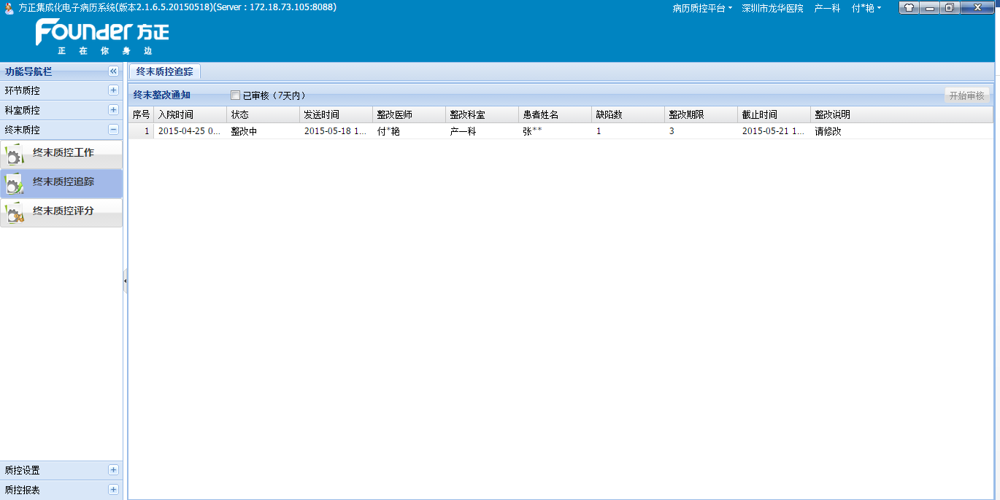 方正集成化电子病历系统(版本2.1.6.5.20150518)(Server : 172.18.73.105:8088)
病历质控平台 深圳市龙华医院 产一科 付*艳
Founder 方正
正在你身边
功能导航栏
环节质控
科室质控
终末质控
终末质控工作
终末质控追踪
终末质控评分
质控设置
质控报表
终末质控追踪
终末整改通知 已审核（7天内） 开始审核
序号 入院时间 状态 发送时间 整改医师 整改科室 患者姓名 缺陷数 整改期限 截止时间 整改说明
1 2015-04-25 0... 整改中 2015-05-18 1... 付*艳 产一科 张** 1 3 2015-05-21 1... 请修改